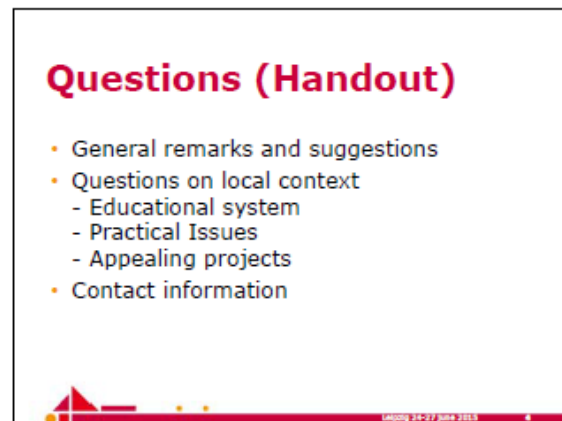 Questions (Handout)
• General remarks and suggestions
• Questions on local context
- Educational system
- Practical Issues
- Appealing projects
• Contact information
Leipzig 24-27 June 2013